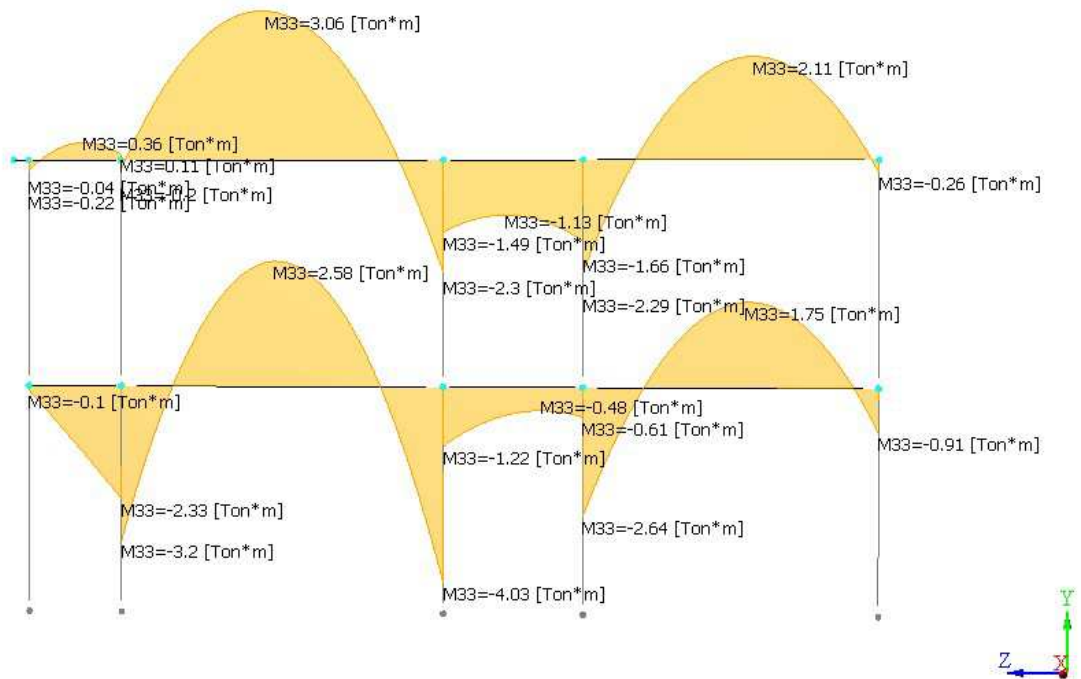 M33=3.06 [Ton*m]
M33=2.11 [Ton*m]
M33=0.36 [Ton*m]
M33=0.11 [Ton*m]
M33=-0.04 [Ton*m]
M33=-0.2 [Ton*m]
M33=-0.22 [Ton*m]
M33=-0.26 [Ton*m]
M33=-1.13 [Ton*m]
M33=-1.49 [Ton*m]
M33=-1.66 [Ton*m]
M33=-2.3 [Ton*m]
M33=-2.29 [Ton*m]
M33=2.58 [Ton*m]
M33=1.75 [Ton*m]
M33=-0.1 [Ton*m]
M33=-0.48 [Ton*m]
M33=-0.61 [Ton*m]
M33=-0.91 [Ton*m]
M33=-1.22 [Ton*m]
M33=-2.33 [Ton*m]
M33=-2.64 [Ton*m]
M33=-3.2 [Ton*m]
M33=-4.03 [Ton*m]
Y
Z
X